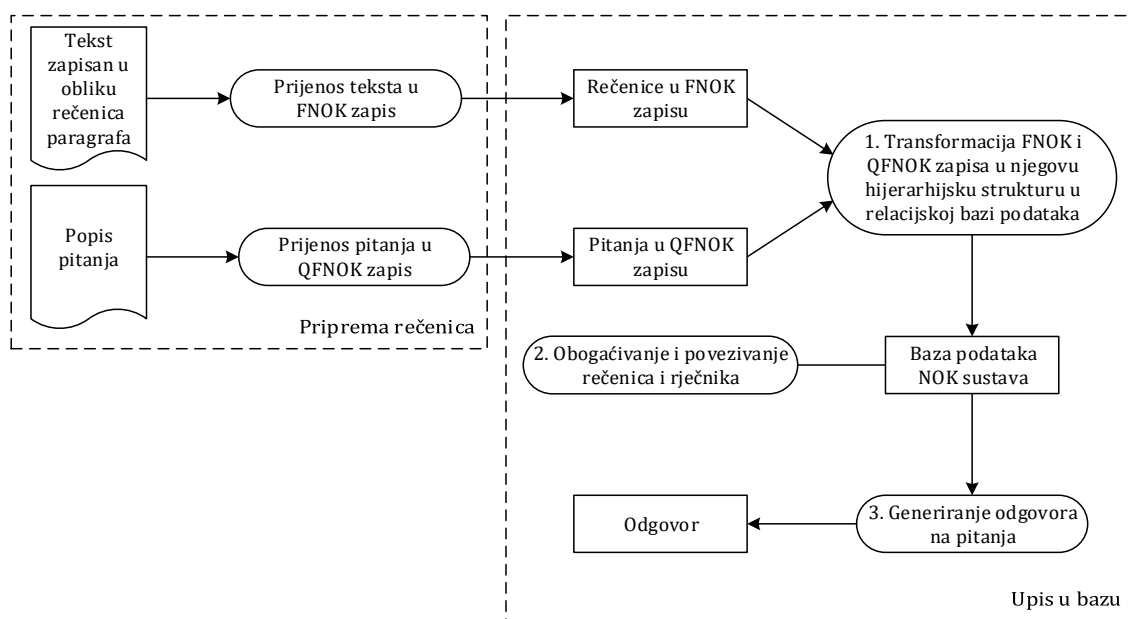 Tekst
zapisan u
obliku
rečenica
paragrafa
Prijenos teksta u
FNOK zapis
Rečenice u FNOK
zapisu
1. Transformacija FNOK i
QFNOK zapisa u njegovu
hijerarhijsku strukturu u
relacijskoj bazi podataka
Popis
pitanja
Prijenos pitanja u
QFNOK zapis
Pitanja u QFNOK
zapisu
Priprema rečenica
2. Obogaćivanje i povezivanje
rečenica i rječnika
Baza podataka
NOK sustava
Odgovor
3. Generiranje odgovora
na pitanja
Upis u bazu